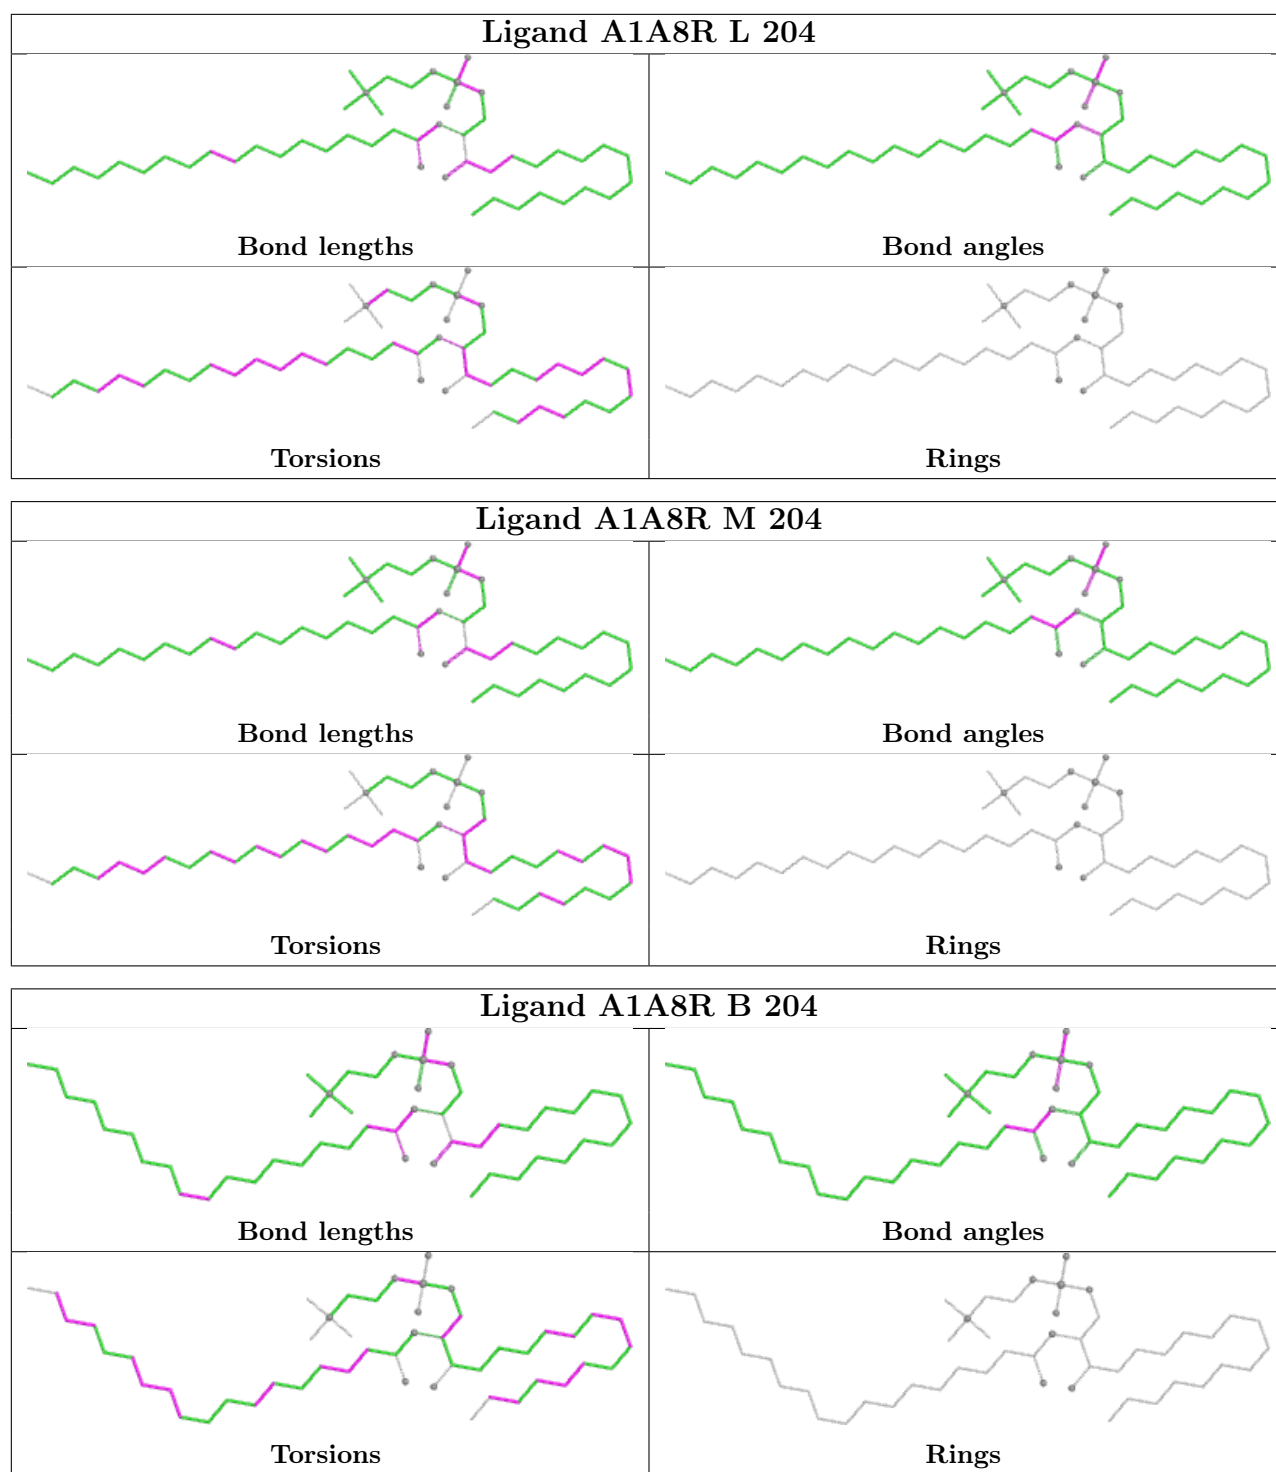 Ligand A1A8R L 204
Bond lengths
Bond angles
Torsions
Rings
Ligand A1A8R M 204
Bond lengths
Bond angles
Torsions
Rings
Ligand A1A8R B 204
Bond lengths
Bond angles
Torsions
Rings